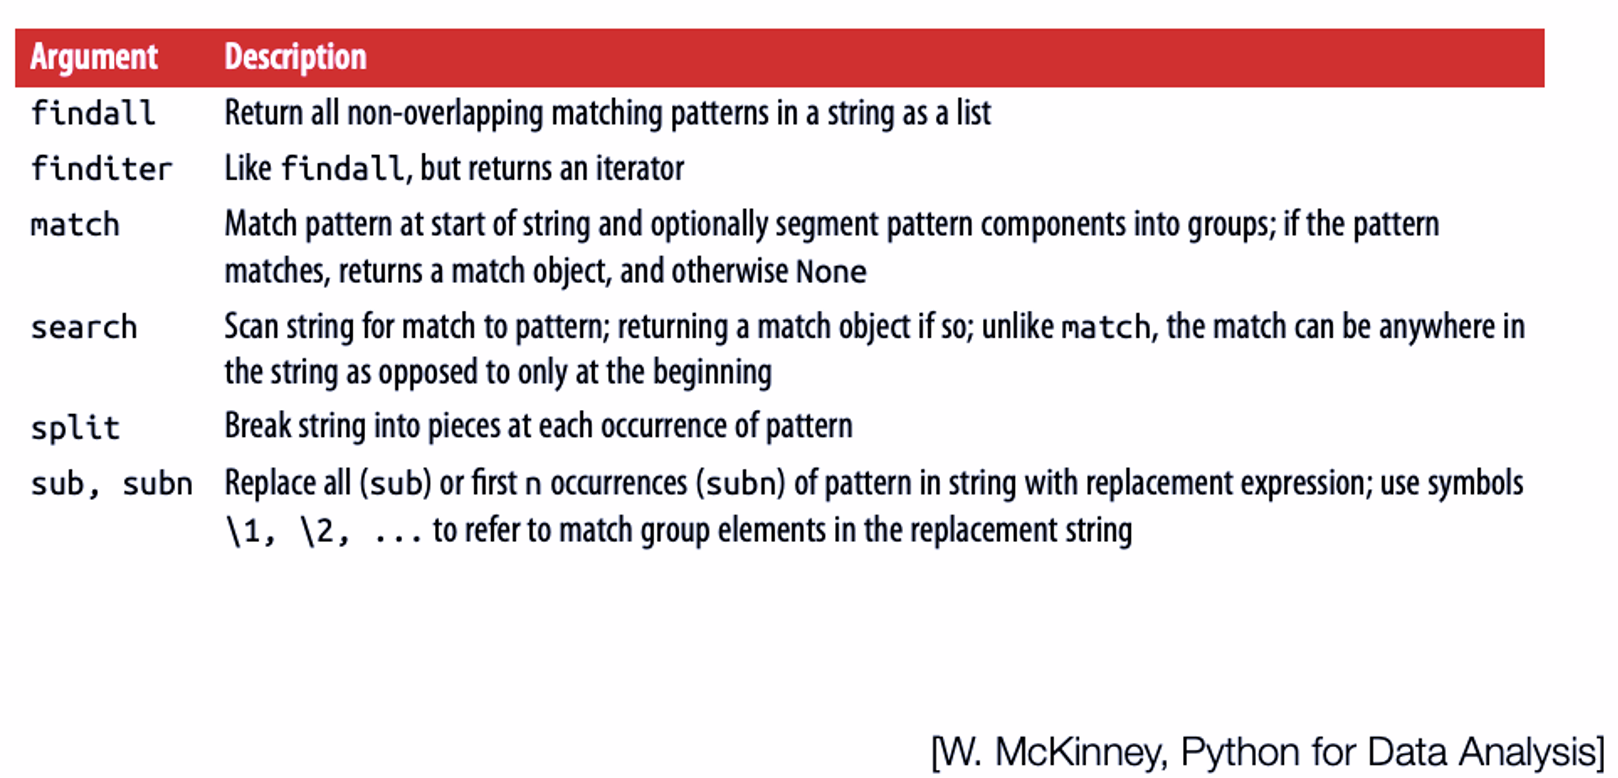 Argument Description
findall Return all non-overlapping matching patterns in a string as a list
finditer Like findall, but returns an iterator
match Match pattern at start of string and optionally segment pattern components into groups; if the pattern
matches, returns a match object, and otherwise None
search Scan string for match to pattern; returning a match object if so; unlike match, the match can be anywhere in
the string as opposed to only at the beginning
split Break string into pieces at each occurrence of pattern
sub, subn Replace all (sub) or first n occurrences (subn) of pattern in string with replacement expression; use symbols
\1, \2, ... to refer to match group elements in the replacement string
[W. McKinney, Python for Data Analysis]